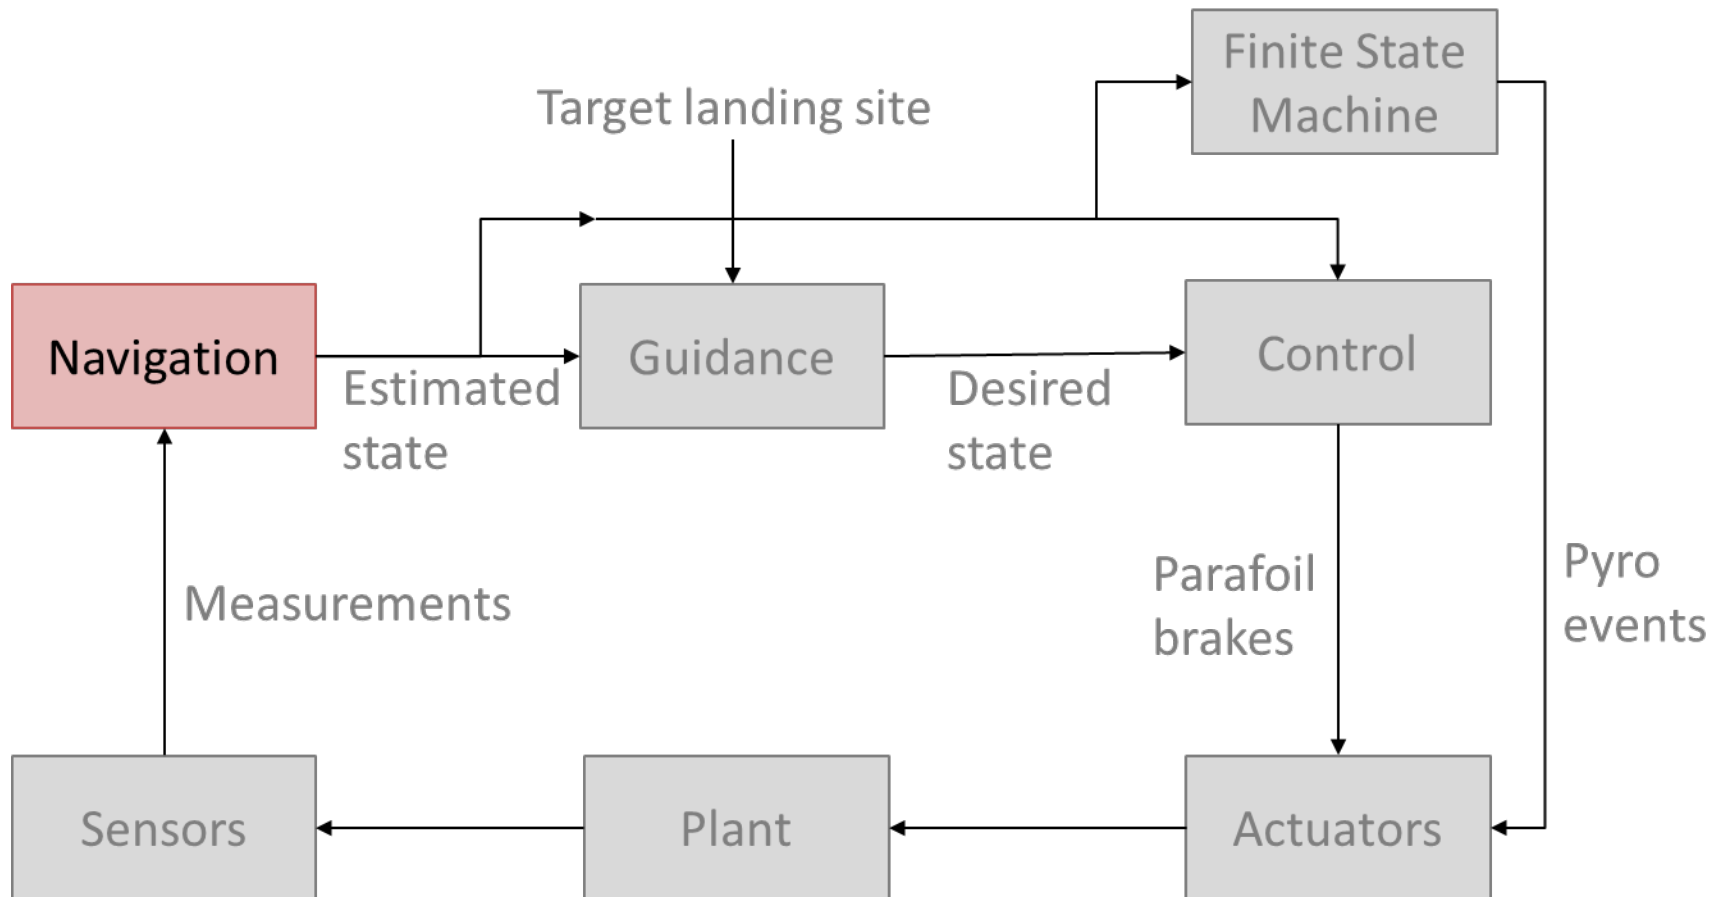 Finite State
Machine
Target landing site
Navigation
Estimated
state
Guidance
Desired
state
Control
Measurements
Parafoil
brakes
Pyro
events
Sensors
Plant
Actuators